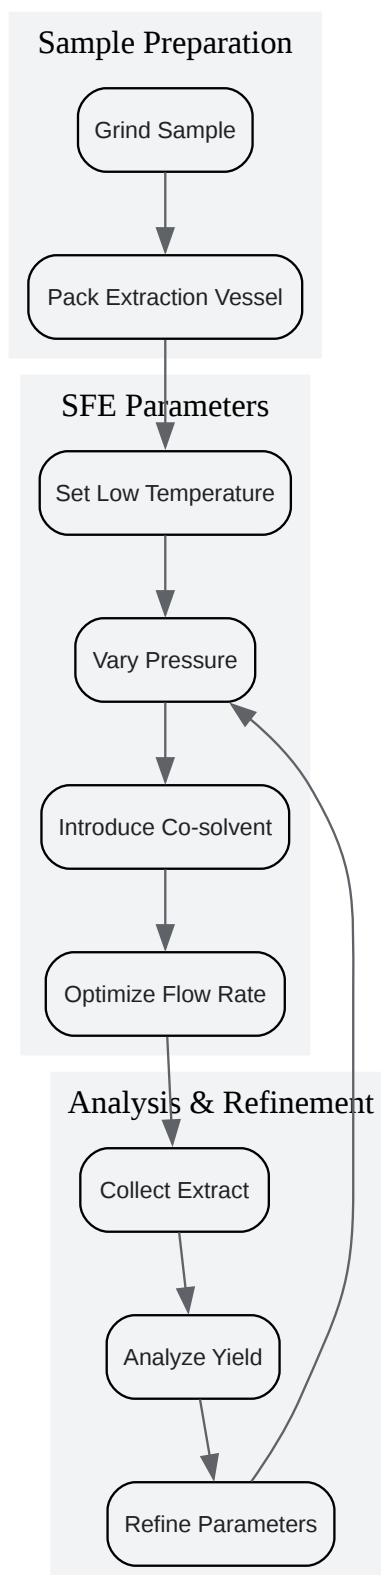 Sample Preparation
Grind Sample
Pack Extraction Vessel
SFE Parameters
Set Low Temperature
Vary Pressure
Introduce Co-solvent
Optimize Flow Rate
Analysis & Refinement
Collect Extract
Analyze Yield
Refine Parameters